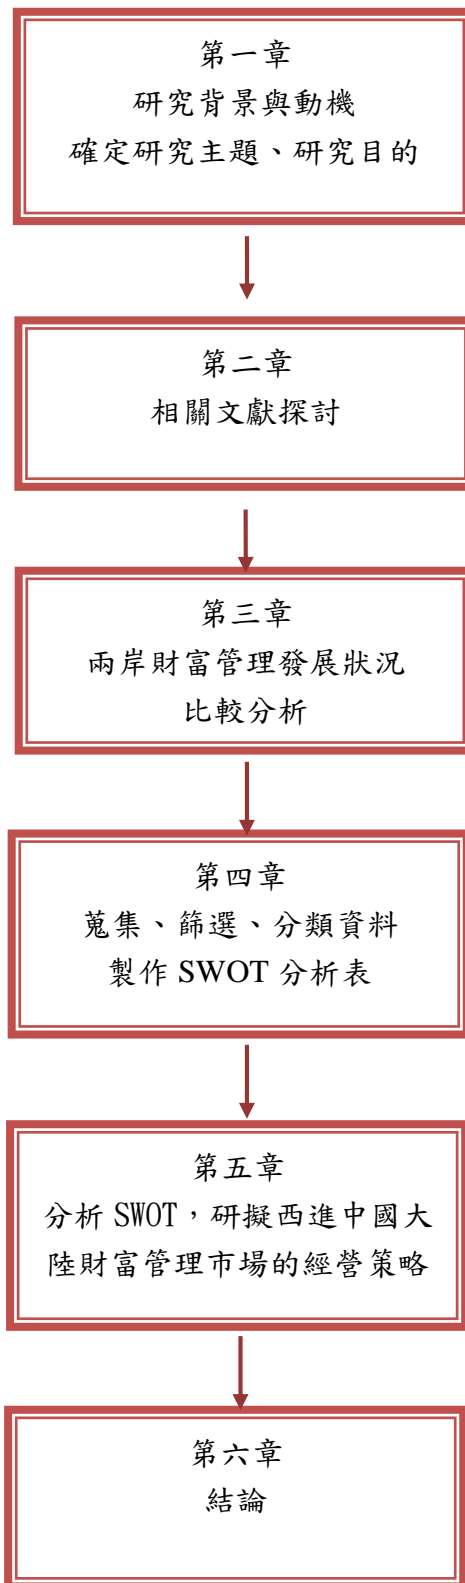 第一章
研究背景與動機
確定研究主題、研究目的
第二章
相關文獻探討
第三章
兩岸財富管理發展狀況
比較分析
第四章
蒐集、篩選、分類資料
製作 SWOT 分析表
第五章
分析 SWOT，研擬西進中國大
陸財富管理市場的經營策略
第六章
結論